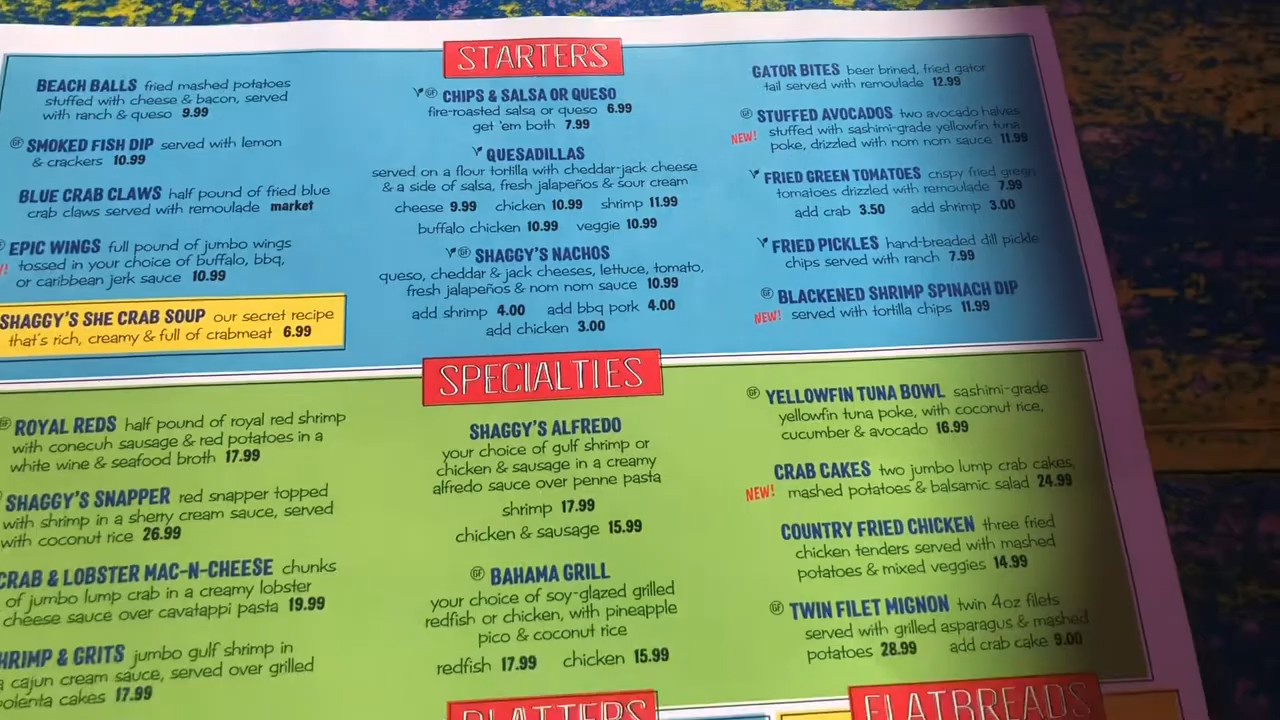 STARTERS
BEACH BALLS fried mashed potatoes
stuffed with cheese & bacon, served
with ranch & queso 9.99
GF SMOKED FISH DIP served with lemon
& crackers 10.99
BLUE CRAB CLAWS half pound of fried blue
crab claws served with remoulade market
EPIC WINGS full pound of jumbo wings
tossed in your choice of buffalo, bbq,
or caribbean jerk sauce 10.99
SHAGGY'S SHE CRAB SOUP our secret recipe
that's rich, creamy & full of crabmeat 6.99
GF CHIPS & SALSA OR QUESO
fire-roasted salsa or queso 6.99
get 'em both 7.99
QUESADILLAS
served on a flour tortilla with cheddar-jack cheese
& a side of salsa, fresh jalapeños & sour cream
cheese 9.99 chicken 10.99 shrimp 11.99
buffalo chicken 10.99 veggie 10.99
GF SHAGGY'S NACHOS
queso, cheddar & jack cheeses, lettuce, tomato,
fresh jalapeños & nom nom sauce 10.99
add shrimp 4.00 add bbq pork 4.00
add chicken 3.00
GATOR BITES beer brined, fried gator
tail served with remoulade 12.99
GF STUFFED AVOCADOS two avocado halves
NEW! stuffed with sashimi-grade yellowfin tuna
poke, drizzled with nom nom sauce 11.99
FRIED GREEN TOMATOES crispy fried green
tomatoes drizzled with remoulade 7.99
add crab 3.50 add shrimp 3.00
FRIED PICKLES hand-breaded dill pickle
chips served with ranch 7.99
GF BLACKENED SHRIMP SPINACH DIP
NEW! served with tortilla chips 11.99
SPECIALTIES
GF ROYAL REDS half pound of royal red shrimp
with conecuh sausage & red potatoes in a
white wine & seafood broth 17.99
SHAGGY'S SNAPPER red snapper topped
with shrimp in a sherry cream sauce, served
with coconut rice 26.99
CRAB & LOBSTER MAC-N-CHEESE chunks
of jumbo lump crab in a creamy lobster
cheese sauce over cavatappi pasta 19.99
HRIMP & GRITS jumbo gulf shrimp in
a cajun cream sauce, served over grilled
polenta cakes 17.99
SHAGGY'S ALFREDO
your choice of gulf shrimp or
chicken & sausage in a creamy
alfredo sauce over penne pasta
shrimp 17.99
chicken & sausage 15.99
GF BAHAMA GRILL
your choice of soy-glazed grilled
redfish or chicken, with pineapple
pico & coconut rice
redfish 17.99 chicken 15.99
GF YELLOWFIN TUNA BOWL sashimi-grade
yellowfin tuna poke, with coconut rice,
cucumber & avocado 16.99
CRAB CAKES two jumbo lump crab cakes,
NEW! mashed potatoes & balsamic salad 24.99
COUNTRY FRIED CHICKEN three fried
chicken tenders served with mashed
potatoes & mixed veggies 14.99
GF TWIN FILET MIGNON twin 4oz filets
served with grilled asparagus & mashed
potatoes 28.99 add crab cake 9.00
PLATTERS
FLATBREADS